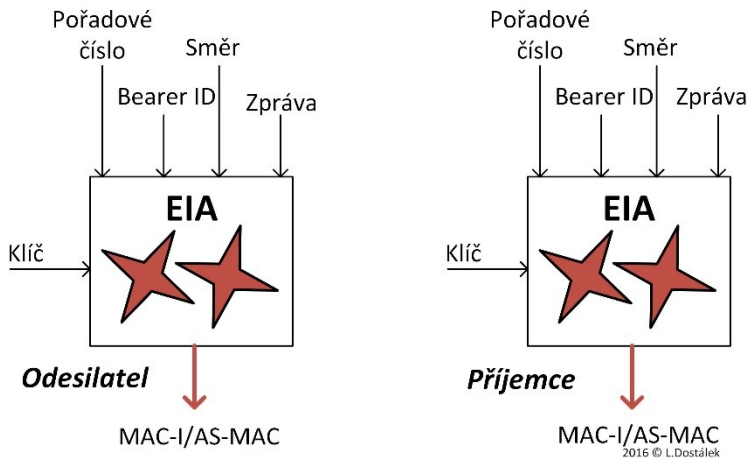 Pořadové
číslo
Směr
Bearer ID
Zpráva
EIA
Klíč
Odesilatel
MAC-I/AS-MAC
Pořadové
číslo
Směr
Bearer ID
Zpráva
EIA
Klíč
Příjemce
MAC-I/AS-MAC
2016 © L.Dostálek